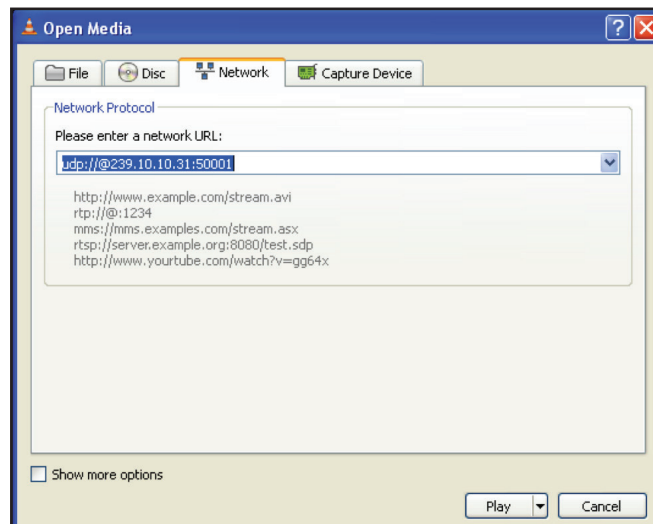 Open Media
File Disc Network Capture Device
Network Protocol
Please enter a network URL:
udp://@239.10.10.31:50001
http://www.example.com/stream.avi
rtp://@:1234
mms://mms.examples.com/stream.asx
rtsp://server.example.org:8080/test.sdp
http://www.yourtube.com/watch?v=gg64x
Show more options
Play Cancel